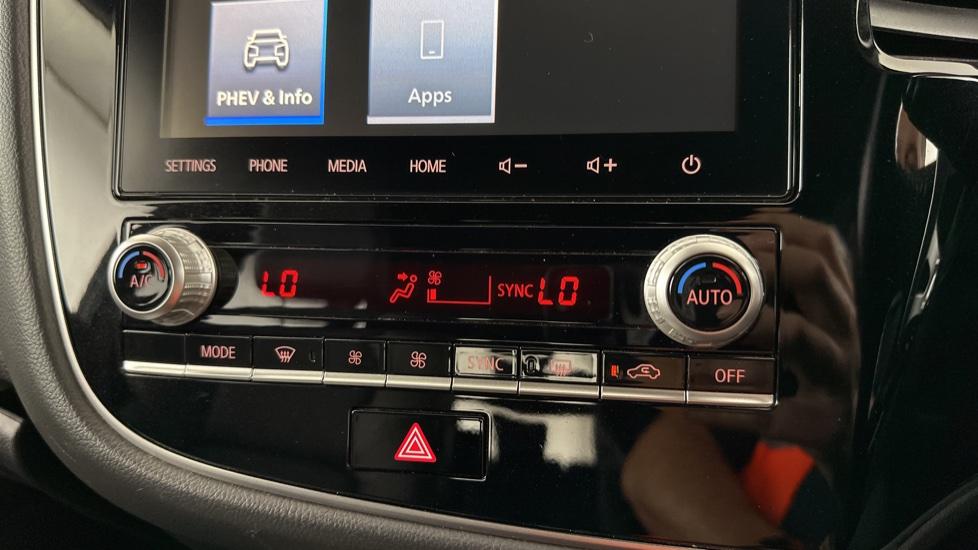 PHEV & Info
Apps
SETTINGS PHONE MEDIA HOME
LO SYNC LO
A/C AUTO
MODE SYNC OFF